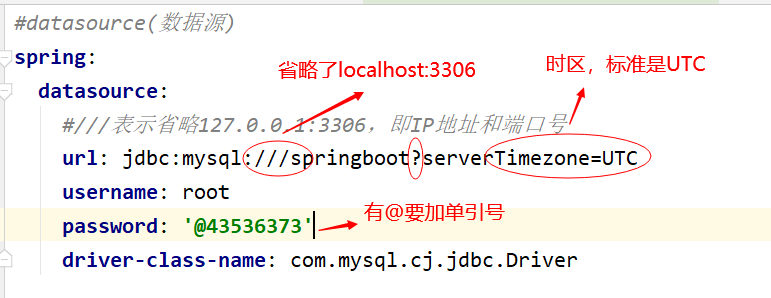 #datasource(数据源)
spring:
省略了localhost:3306
时区，标准是UTC
datasource:
#///表示省略127.0.0.1:3306，即IP地址和端口号
url: jdbc:mysql:///springboot?serverTimezone=UTC
username: root
password: '@43536373'
有@要加单引号
driver-class-name: com.mysql.cj.jdbc.Driver